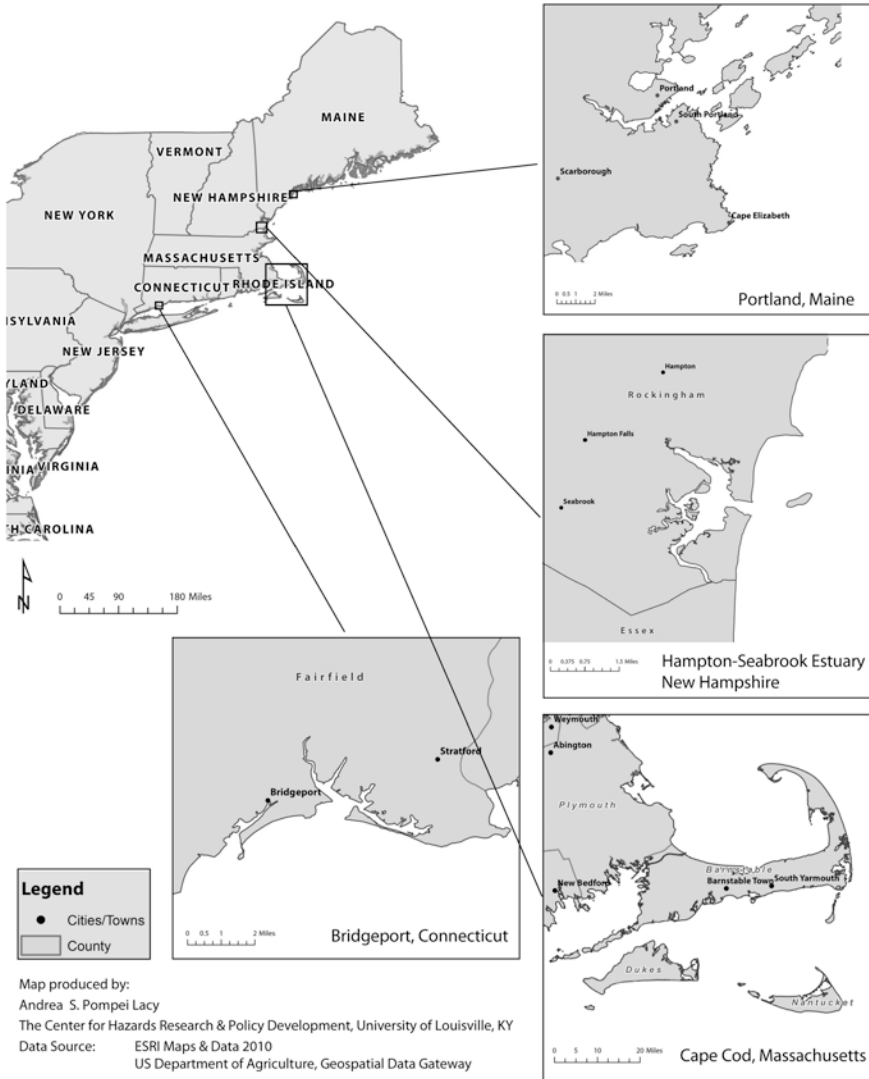 MAINE
VERMONT
NEW HAMPSHIRE
NEW YORK
MASSACHUSETTS
CONNECTICUT
RHODE ISLAND
NSYLVANIA
NEW JERSEY
YLAND
DELAWARE
INIA
VIRGINIA
TH CAROLINA
N
0 45 90 180 Miles
Portland
South Portland
Scarborough
Cape Elizabeth
0 0.5 1 2 Miles
Portland, Maine
Hampton
Rockingham
Hampton Falls
Seabrook
Essex
0 0.375 0.75 1.5 Miles
Hampton-Seabrook Estuary
New Hampshire
Fairfield
Stratford
Bridgeport
0 0.5 1 2 Miles
Bridgeport, Connecticut
Weymouth
Abington
Plymouth
Barnstable
New Bedford
Barnstable Town
South Yarmouth
Dukes
Nantucket
0 5 10 20 Miles
Cape Cod, Massachusetts
Legend
Cities/Towns
County
Map produced by:
Andrea S. Pompei Lacy
The Center for Hazards Research & Policy Development, University of Louisville, KY
Data Source: ESRI Maps & Data 2010
US Department of Agriculture, Geospatial Data Gateway